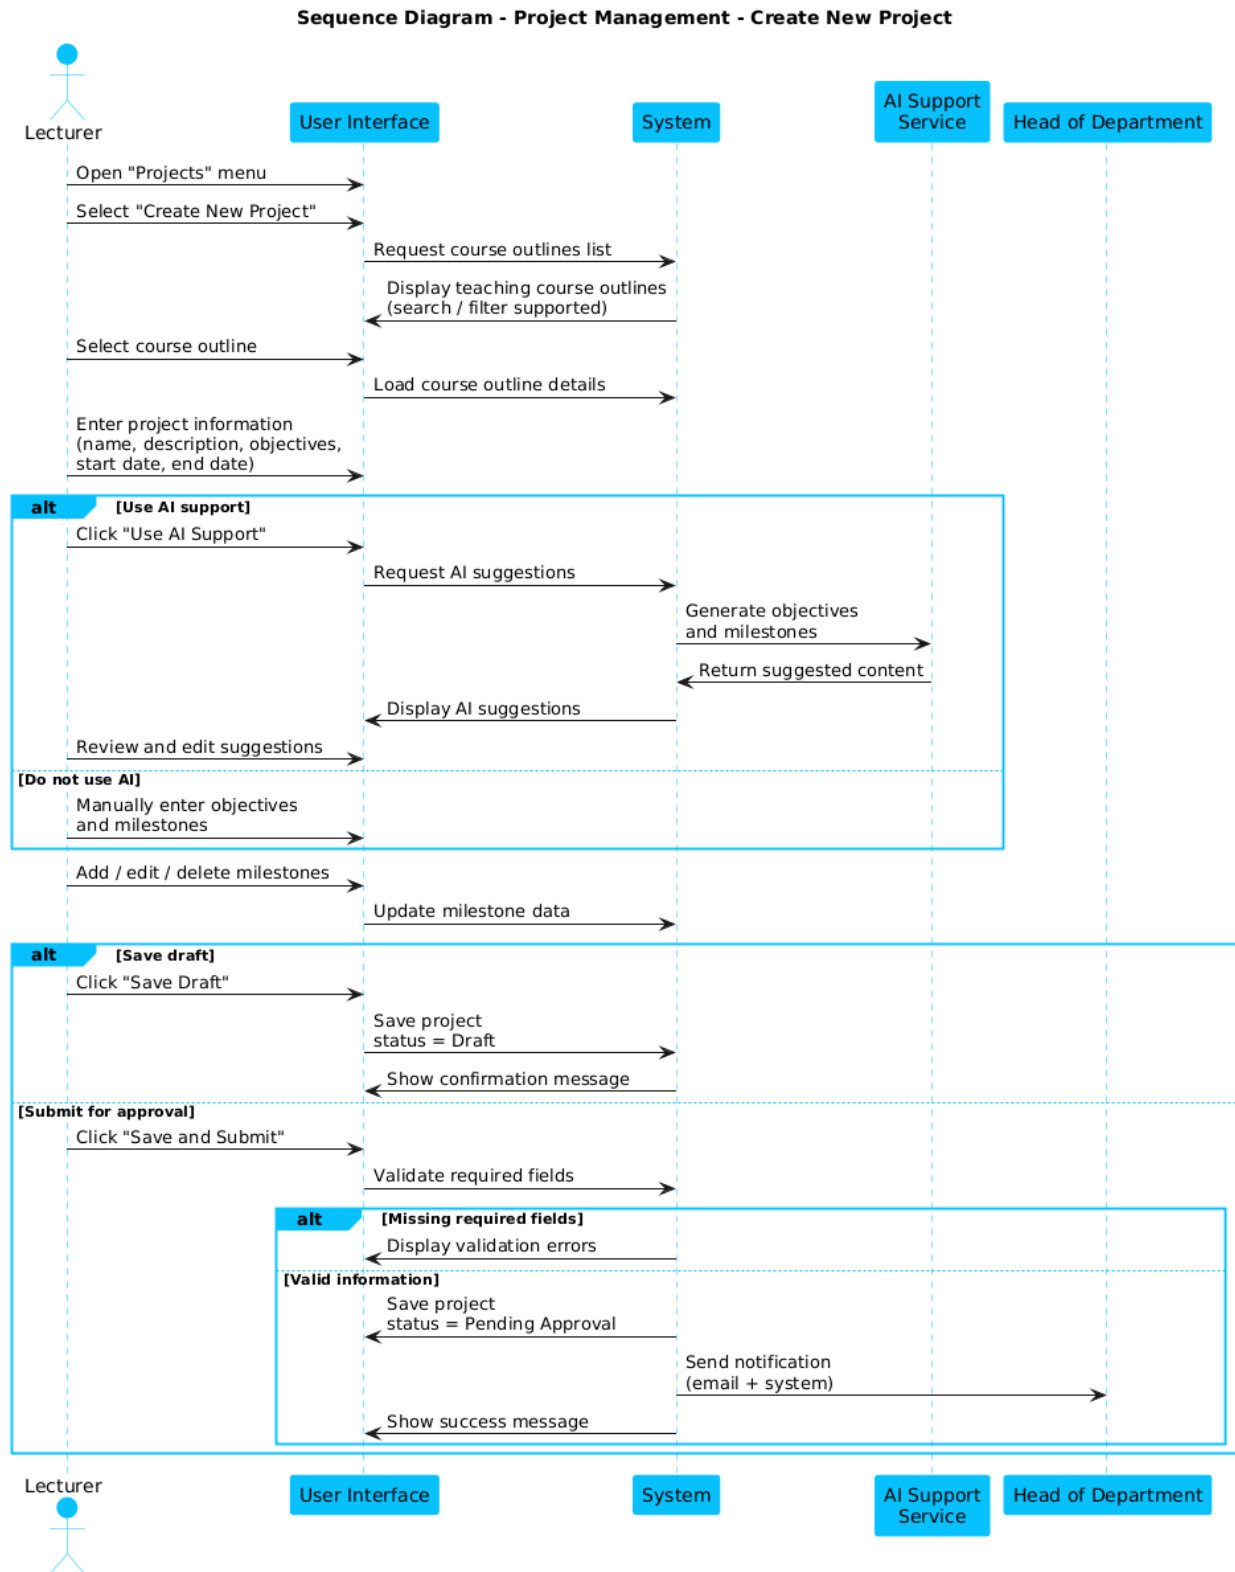 Sequence Diagram - Project Management - Create New Project
Lecturer
User Interface
System
AI Support
Service
Head of Department
Open "Projects" menu
Select "Create New Project"
Request course outlines list
Display teaching course outlines
(search / filter supported)
Select course outline
Load course outline details
Enter project information
(name, description, objectives,
start date, end date)
alt
[Use AI support]
Click "Use AI Support"
Request AI suggestions
Generate objectives
and milestones
Return suggested content
Display AI suggestions
Review and edit suggestions
[Do not use AI]
Manually enter objectives
and milestones
Add / edit / delete milestones
Update milestone data
alt
[Save draft]
Click "Save Draft"
Save project
status = Draft
Show confirmation message
[Submit for approval]
Click "Save and Submit"
Validate required fields
alt
[Missing required fields]
Display validation errors
[Valid information]
Save project
status = Pending Approval
Send notification
(email + system)
Show success message
Lecturer
User Interface
System
AI Support
Service
Head of Department